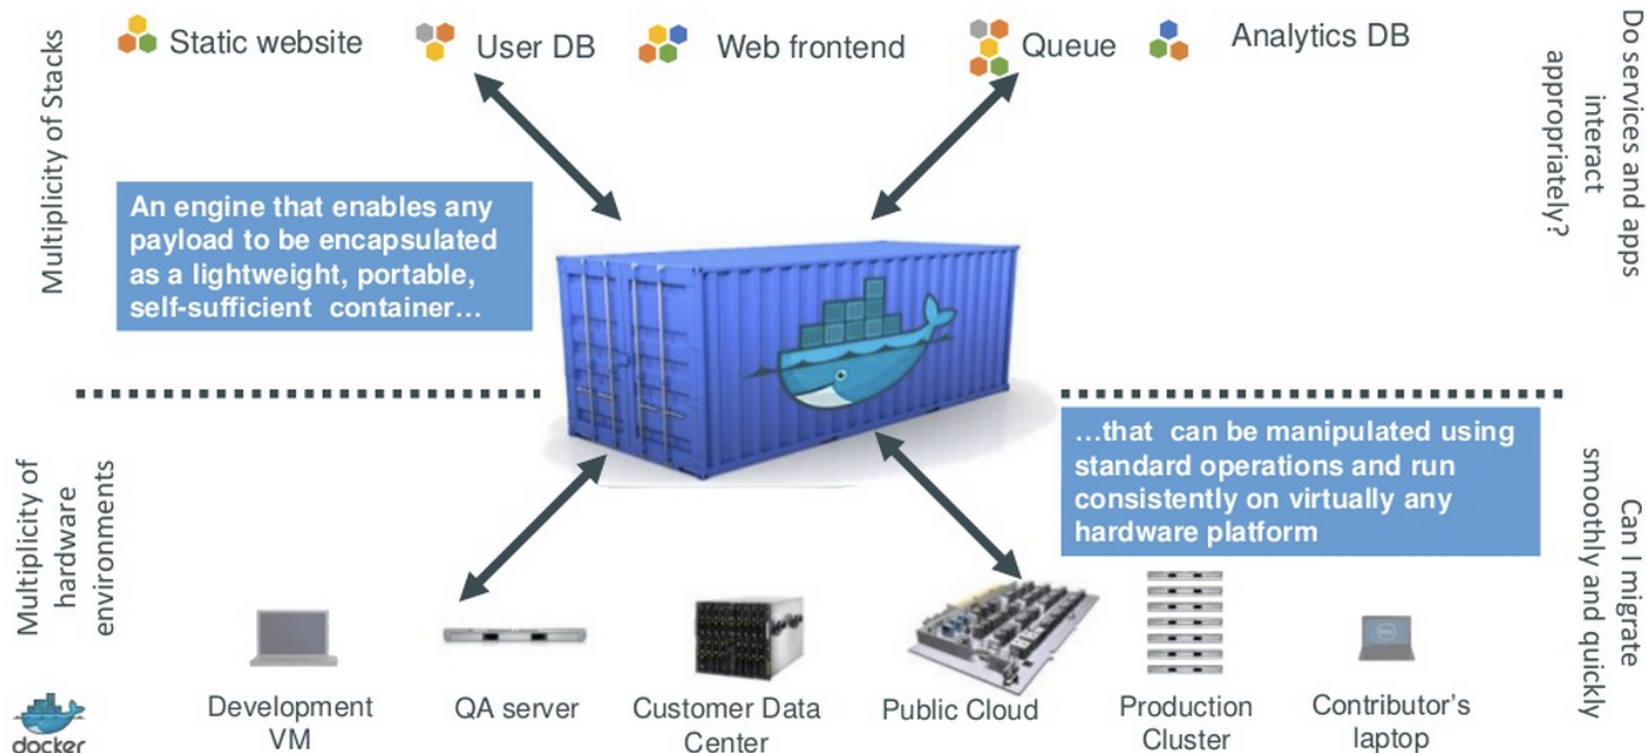 Static website
User DB
Web frontend
Queue
Analytics DB
Multiplicity of Stacks
Do services and apps
interact
appropriately?
An engine that enables any
payload to be encapsulated
as a lightweight, portable,
self-sufficient container...
...that can be manipulated using
standard operations and run
consistently on virtually any
hardware platform
Multiplicity of
hardware
environments
Can I migrate
smoothly and quickly
Development
VM
QA server
Customer Data
Center
Public Cloud
Production
Cluster
Contributor's
laptop
docker